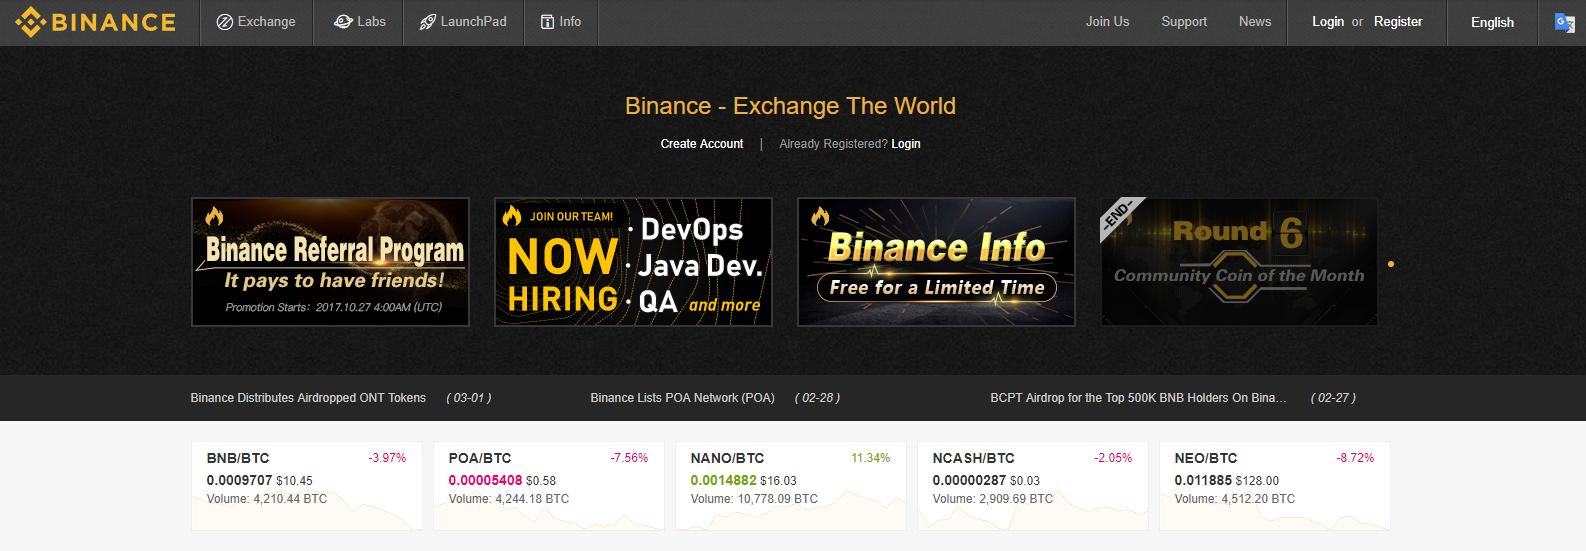 BINANCE
Exchange
Labs
LaunchPad
Info
Join Us
Support
News
Login or Register
English
Binance - Exchange The World
Create Account | Already Registered? Login
Binance Referral Program
It pays to have friends!
Promotion Starts: 2017.10.27 4:00AM (UTC)
JOIN OUR TEAM!
NOW
HIRING
· DevOps
· Java Dev.
· QA and more
Binance Info
Free for a Limited Time
-END-
Round 6
Community Coin of the Month
Binance Distributes Airdropped ONT Tokens ( 03-01 )
Binance Lists POA Network (POA) ( 02-28 )
BCPT Airdrop for the Top 500K BNB Holders On Bina... ( 02-27 )
BNB/BTC -3.97%
0.0009707 $10.45
Volume: 4,210.44 BTC
POA/BTC -7.56%
0.00005408 $0.58
Volume: 4,244.18 BTC
NANO/BTC 11.34%
0.0014882 $16.03
Volume: 10,778.09 BTC
NCASH/BTC -2.05%
0.00000287 $0.03
Volume: 2,909.69 BTC
NEO/BTC -8.72%
0.011885 $128.00
Volume: 4,512.20 BTC